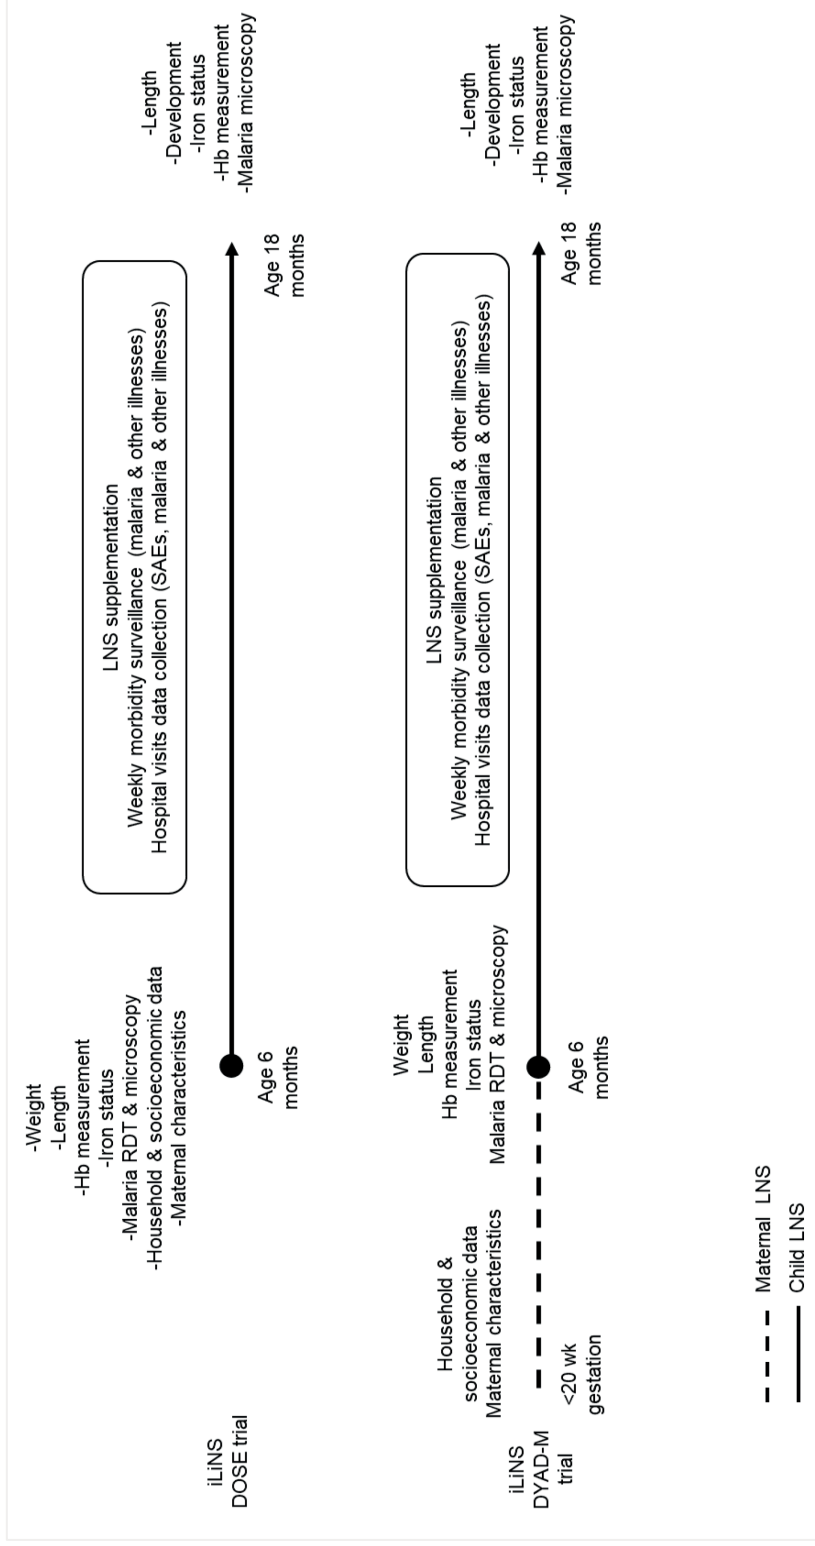 iLiNS
DOSE trial
-Weight
-Length
-Hb measurement
-Iron status
-Malaria RDT & microscopy
-Household & socioeconomic data
-Maternal characteristics
Age 6
months
LNS supplementation
Weekly morbidity surveillance (malaria & other illnesses)
Hospital visits data collection (SAEs, malaria & other illnesses)
Age 18
months
-Length
-Development
-Iron status
-Hb measurement
-Malaria microscopy
iLiNS
DYAD-M
trial
Household &
socioeconomic data
Maternal characteristics
<20 wk
gestation
Weight
Length
Hb measurement
Iron status
Malaria RDT & microscopy
Age 6
months
LNS supplementation
Weekly morbidity surveillance (malaria & other illnesses)
Hospital visits data collection (SAEs, malaria & other illnesses)
Age 18
months
-Length
-Development
-Iron status
-Hb measurement
-Malaria microscopy
Maternal LNS
Child LNS